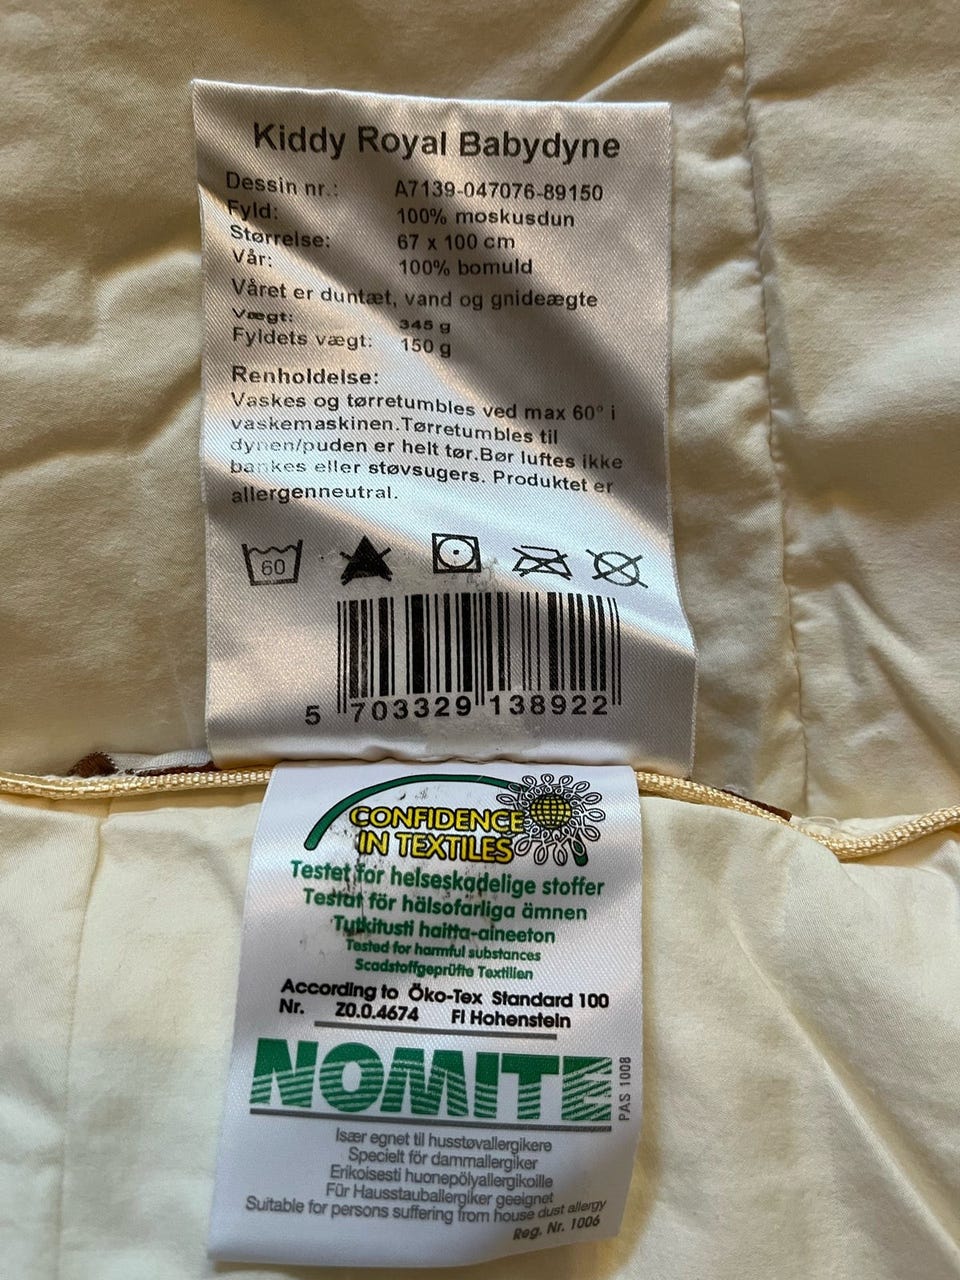 Kiddy Royal Babydyne
Dessin nr.: A7139-047076-89150
Fyld: 100% moskusdun
Størrelse: 67 x 100 cm
Vår: 100% bomuld
Våret er duntæt, vand og gnideægte
Vægt: 345 g
Fyldets vægt: 150 g
Renholdelse:
Vaskes og tørretumbles ved max 60° i
vaskemaskinen.Tørretumbles til
dynen/puden er helt tør.Bør luftes ikke
bankes eller støvsugers. Produktet er
allergenneutral.
60
5 703329 138922
CONFIDENCE
IN TEXTILES
Testet for helseskadelige stoffer
Testat för hälsofarliga ämnen
Tutkitusti haitta-aineeton
Tested for harmful substances
Scadstoffgeprüfte Textilien
According to Öko-Tex Standard 100
Nr. Z0.0.4674 FI Hohenstein
NOMITE
PAS 1008
Især egnet til husstøvallergikere
Specielt för dammallergiker
Erikoisesti huonepölyallergikoille
Für Hausstauballergiker geeignet
Suitable for persons suffering from house dust allergy
Reg. Nr. 1006